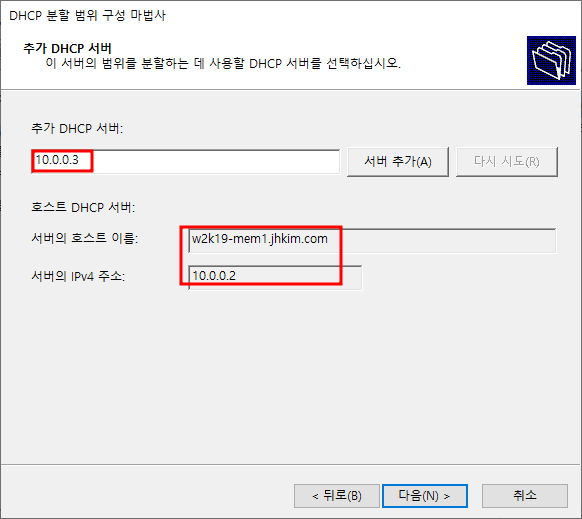 DHCP 분할 범위 구성 마법사
추가 DHCP 서버
이 서버의 범위를 분할하는 데 사용할 DHCP 서버를 선택하십시오.
추가 DHCP 서버:
10.0.0.3 서버 추가(A) 다시 시도(R)
호스트 DHCP 서버:
서버의 호스트 이름: w2k19-mem1.jhkim.com
서버의 IPv4 주소: 10.0.0.2
< 뒤로(B) 다음(N) > 취소